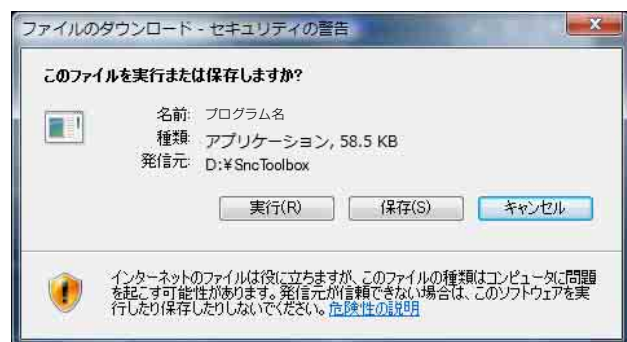 ファイルのダウンロード - セキュリティの警告
このファイルを実行または保存しますか?
名前: プログラム名
種類: アプリケーション, 58.5 KB
発信元: D:¥SncToolbox
実行(R) 保存(S) キャンセル
インターネットのファイルは役に立ちますが、このファイルの種類はコンピュータに問題
を起こす可能性があります。発信元が信頼できない場合は、このソフトウェアを実
行したり保存したりしないでください。危険性の説明